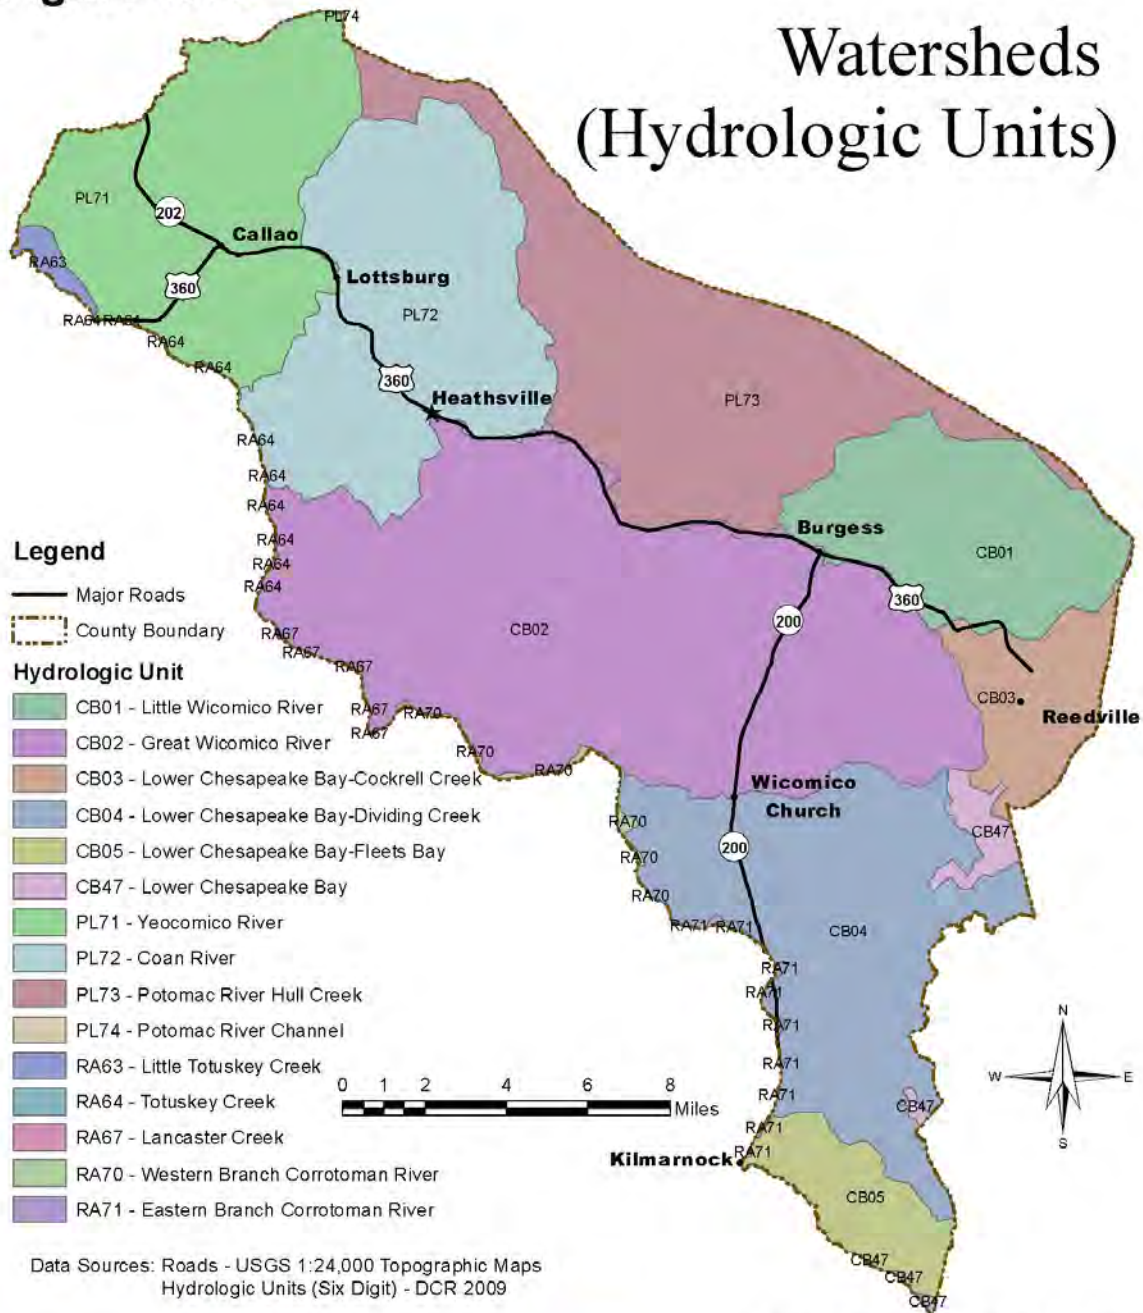 Watersheds
(Hydrologic Units)
PL74
PL71
202
Callao
RA63
360
Lottsburg
PL72
RA64
RA64
RA64
RA64
360
Heathsville
PL73
RA64
RA64
RA64
Burgess
CB01
RA64
RA64
RA64
360
200
CB02
RA67
RA67
RA67
CB03
Reedville
RA67
RA70
RA67
RA70
RA70
Wicomico
Church
RA70
CB47
200
RA70
RA70
RA71
RA71
CB04
RA71
RA71
RA71
RA71
RA71
CB47
RA71
RA71
Kilmarnock
CB05
CB47
CB47
CB47
Legend
Major Roads
County Boundary
Hydrologic Unit
CB01 - Little Wicomico River
CB02 - Great Wicomico River
CB03 - Lower Chesapeake Bay-Cockrell Creek
CB04 - Lower Chesapeake Bay-Dividing Creek
CB05 - Lower Chesapeake Bay-Fleets Bay
CB47 - Lower Chesapeake Bay
PL71 - Yeocomico River
PL72 - Coan River
PL73 - Potomac River Hull Creek
PL74 - Potomac River Channel
RA63 - Little Totuskey Creek
RA64 - Totuskey Creek
RA67 - Lancaster Creek
RA70 - Western Branch Corrotoman River
RA71 - Eastern Branch Corrotoman River
0 1 2 4 6 8
Miles
N
W E
S
Data Sources: Roads - USGS 1:24,000 Topographic Maps
Hydrologic Units (Six Digit) - DCR 2009